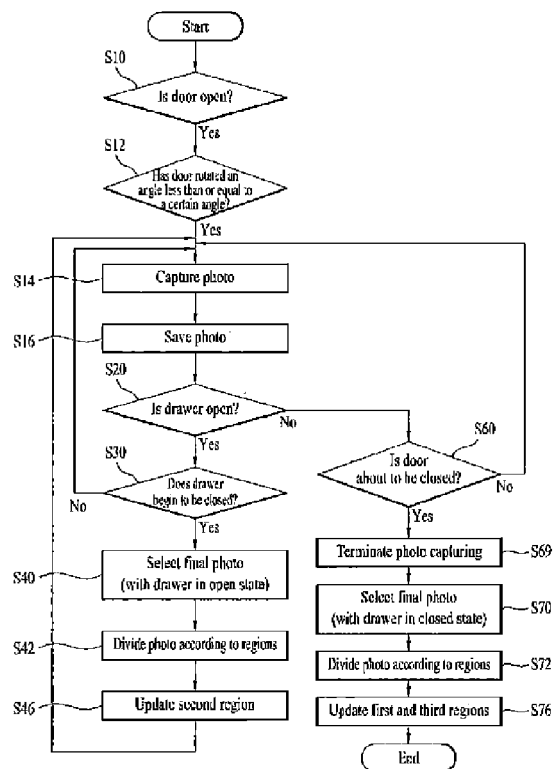 Start
S10
Is door open?
Yes
S12
Has door rotated an
angle less than or equal to
a certain angle?
Yes
S14
Capture photo
S16
Save photo
S20
Is drawer open?
No
Yes
S60
Is door
about to be closed?
No
Yes
S30
Does drawer
begin to be closed?
No
Yes
S40
Select final photo
(with drawer in open state)
S42
Divide photo according to regions
S46
Update second region
Terminate photo capturing
S69
Select final photo
(with drawer in closed state)
S70
Divide photo according to regions
S72
Update first and third regions
S76
End